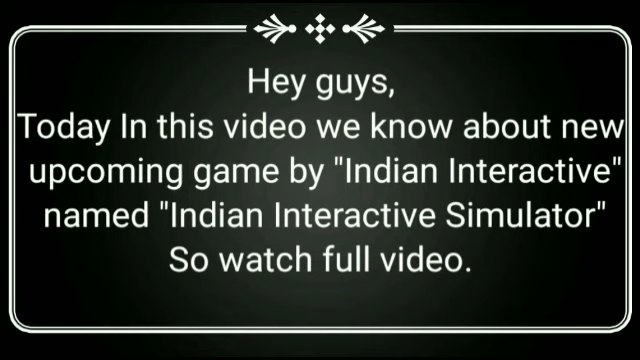 Hey guys,
Today In this video we know about new
upcoming game by "Indian Interactive"
named "Indian Interactive Simulator"
So watch full video.